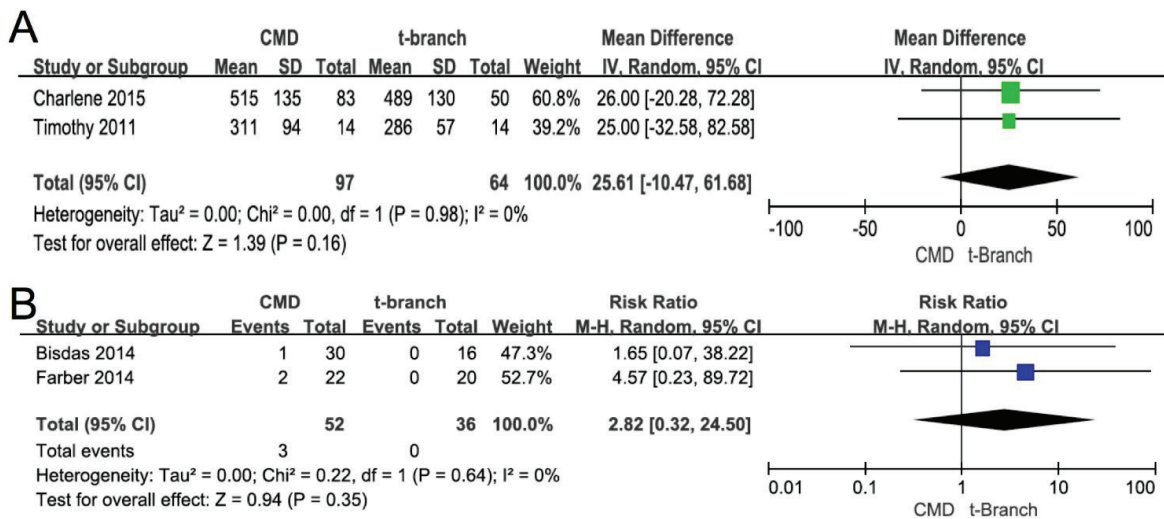 A
CMD t-branch Mean Difference Mean Difference
Study or Subgroup Mean SD Total Mean SD Total Weight IV, Random, 95% CI IV, Random, 95% CI
Charlene 2015 515 135 83 489 130 50 60.8% 26.00 [-20.28, 72.28]
Timothy 2011 311 94 14 286 57 14 39.2% 25.00 [-32.58, 82.58]
Total (95% CI) 97 64 100.0% 25.61 [-10.47, 61.68]
Heterogeneity: Tau² = 0.00; Chi² = 0.00, df = 1 (P = 0.98); I² = 0%
Test for overall effect: Z = 1.39 (P = 0.16)
-100 -50 0 50 100
CMD t-Branch
B
CMD t-branch Risk Ratio Risk Ratio
Study or Subgroup Events Total Events Total Weight M-H, Random, 95% CI M-H, Random, 95% CI
Bisdas 2014 1 30 0 16 47.3% 1.65 [0.07, 38.22]
Farber 2014 2 22 0 20 52.7% 4.57 [0.23, 89.72]
Total (95% CI) 52 36 100.0% 2.82 [0.32, 24.50]
Total events 3 0
Heterogeneity: Tau² = 0.00; Chi² = 0.22, df = 1 (P = 0.64); I² = 0%
Test for overall effect: Z = 0.94 (P = 0.35)
0.01 0.1 1 10 100
CMD t-Branch